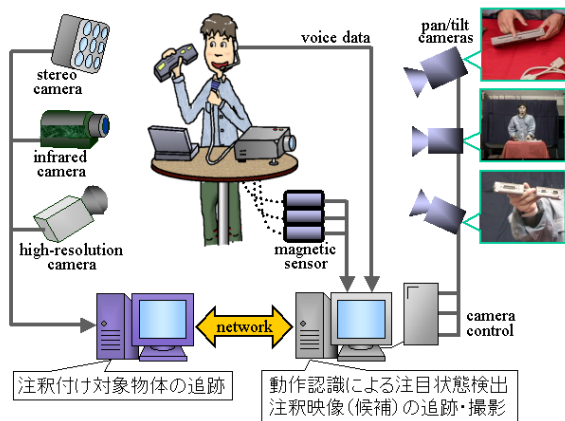 voice data
pan/tilt
cameras
stereo
camera
infrared
camera
high-resolution
camera
magnetic
sensor
network
camera
control
注釈付け対象物体の追跡
動作認識による注目状態検出
注釈映像(候補)の追跡・撮影